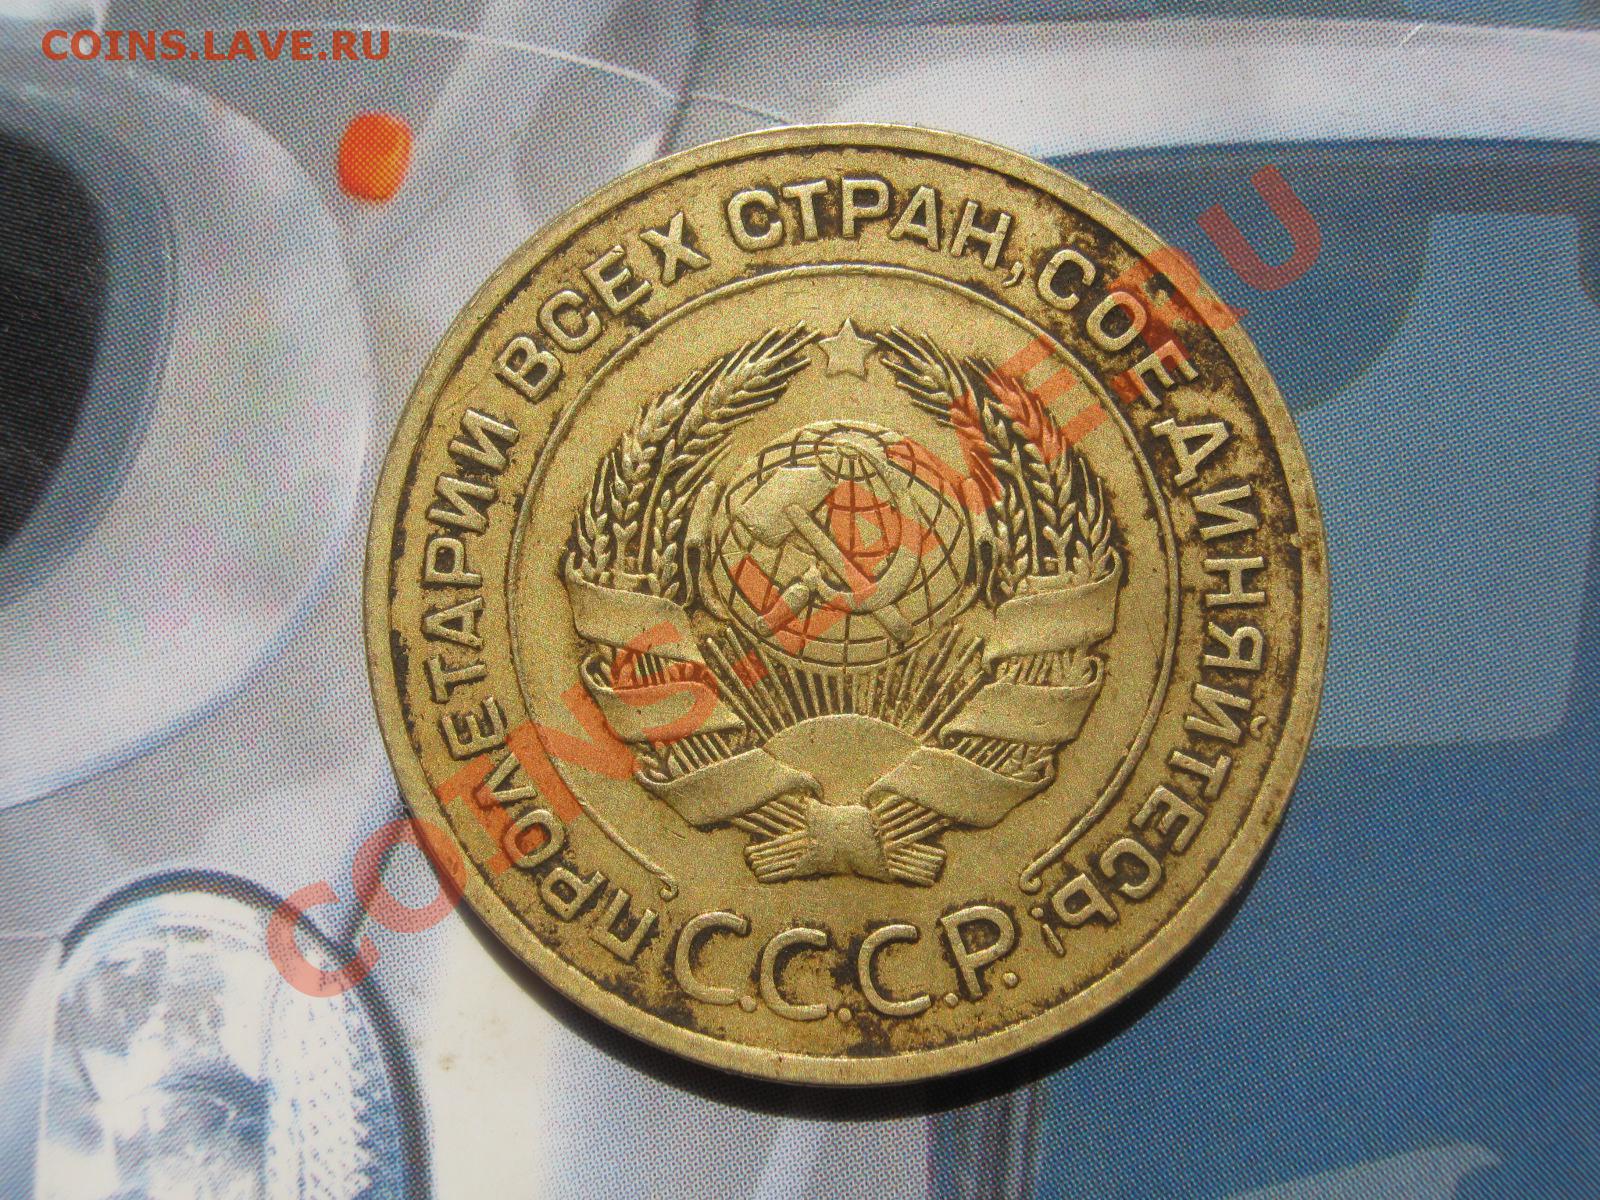 COINS.LAVE.RU
ПРОЛЕТАРИИ ВСЕХ СТРАН, СОЕДИНЯЙТЕСЬ!
С.С.С.Р.
COINS.LAVE.RU